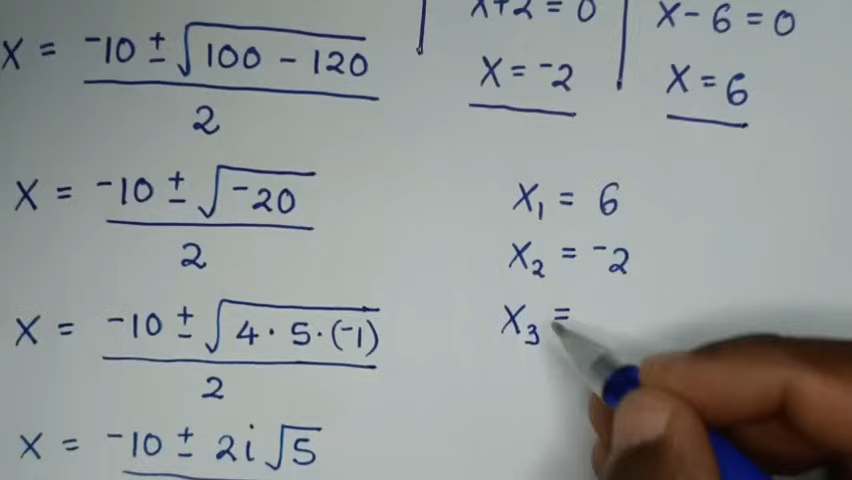 X = ⁻10 ± √(100 − 120) / 2
X = ⁻10 ± √(⁻20) / 2
X = ⁻10 ± √(4 · 5 · (⁻1)) / 2
X = ⁻10 ± 2i√5
X+2 = 0
X = ⁻2
X − 6 = 0
X = 6
X₁ = 6
X₂ = ⁻2
X₃ =